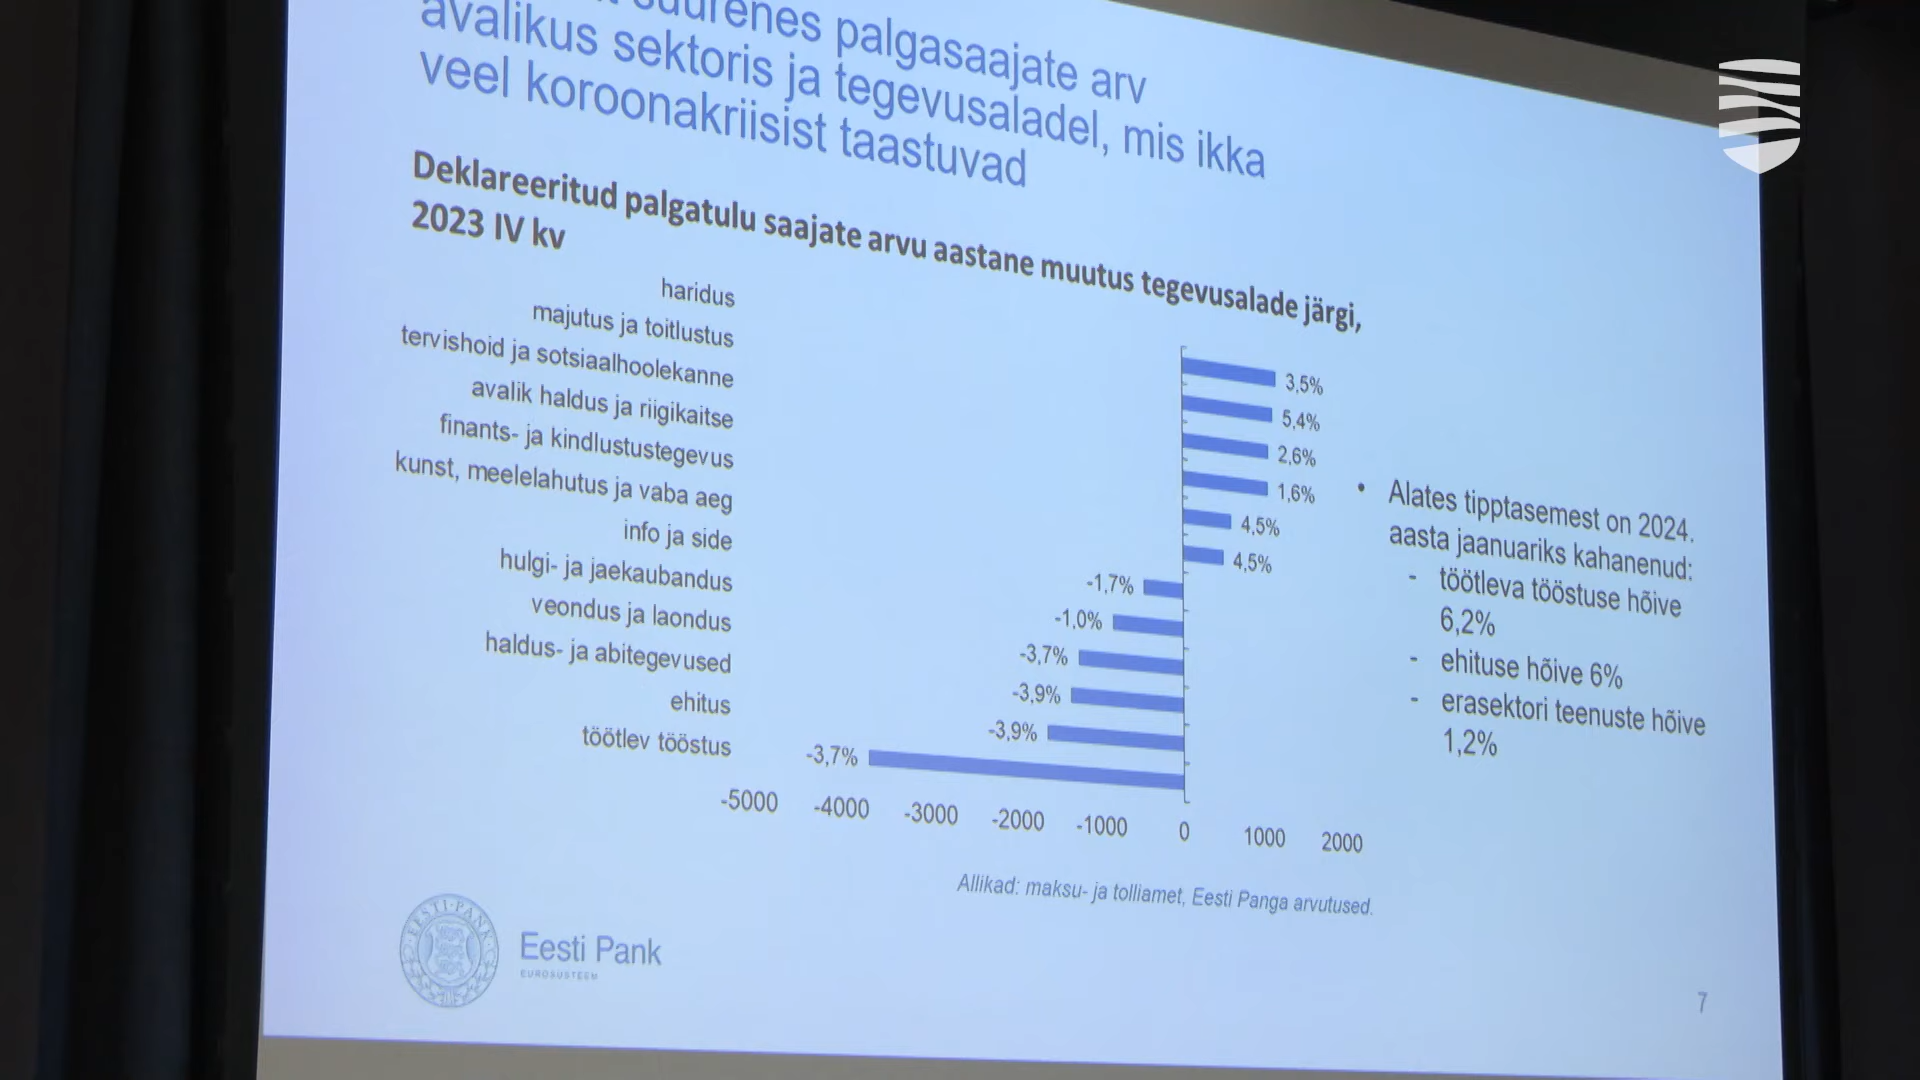 suurenes palgasaajate arv
avalikus sektoris ja tegevusaladel, mis ikka
veel koroonakriisist taastuvad
Deklareeritud palgatulu saajate arvu aastane muutus tegevusalade järgi,
2023 IV kv
haridus
majutus ja toitlustus
tervishoid ja sotsiaalhoolekanne
avalik haldus ja riigikaitse
finants- ja kindlustustegevus
kunst, meelelahutus ja vaba aeg
info ja side
hulgi- ja jaekaubandus
veondus ja laondus
haldus- ja abitegevused
ehitus
töötlev tööstus
3,5%
5,4%
2,6%
1,6%
4,5%
4,5%
-1,7%
-1,0%
-3,7%
-3,9%
-3,9%
-3,7%
-5000 -4000 -3000 -2000 -1000 0 1000 2000
• Alates tipptasemest on 2024.
aasta jaanuariks kahanenud:
- töötleva tööstuse hõive
6,2%
- ehituse hõive 6%
- erasektori teenuste hõive
1,2%
Allikad: maksu- ja tolliamet, Eesti Panga arvutused.
EESTI PANK
Eesti Pank
EUROSÜSTEEM
7